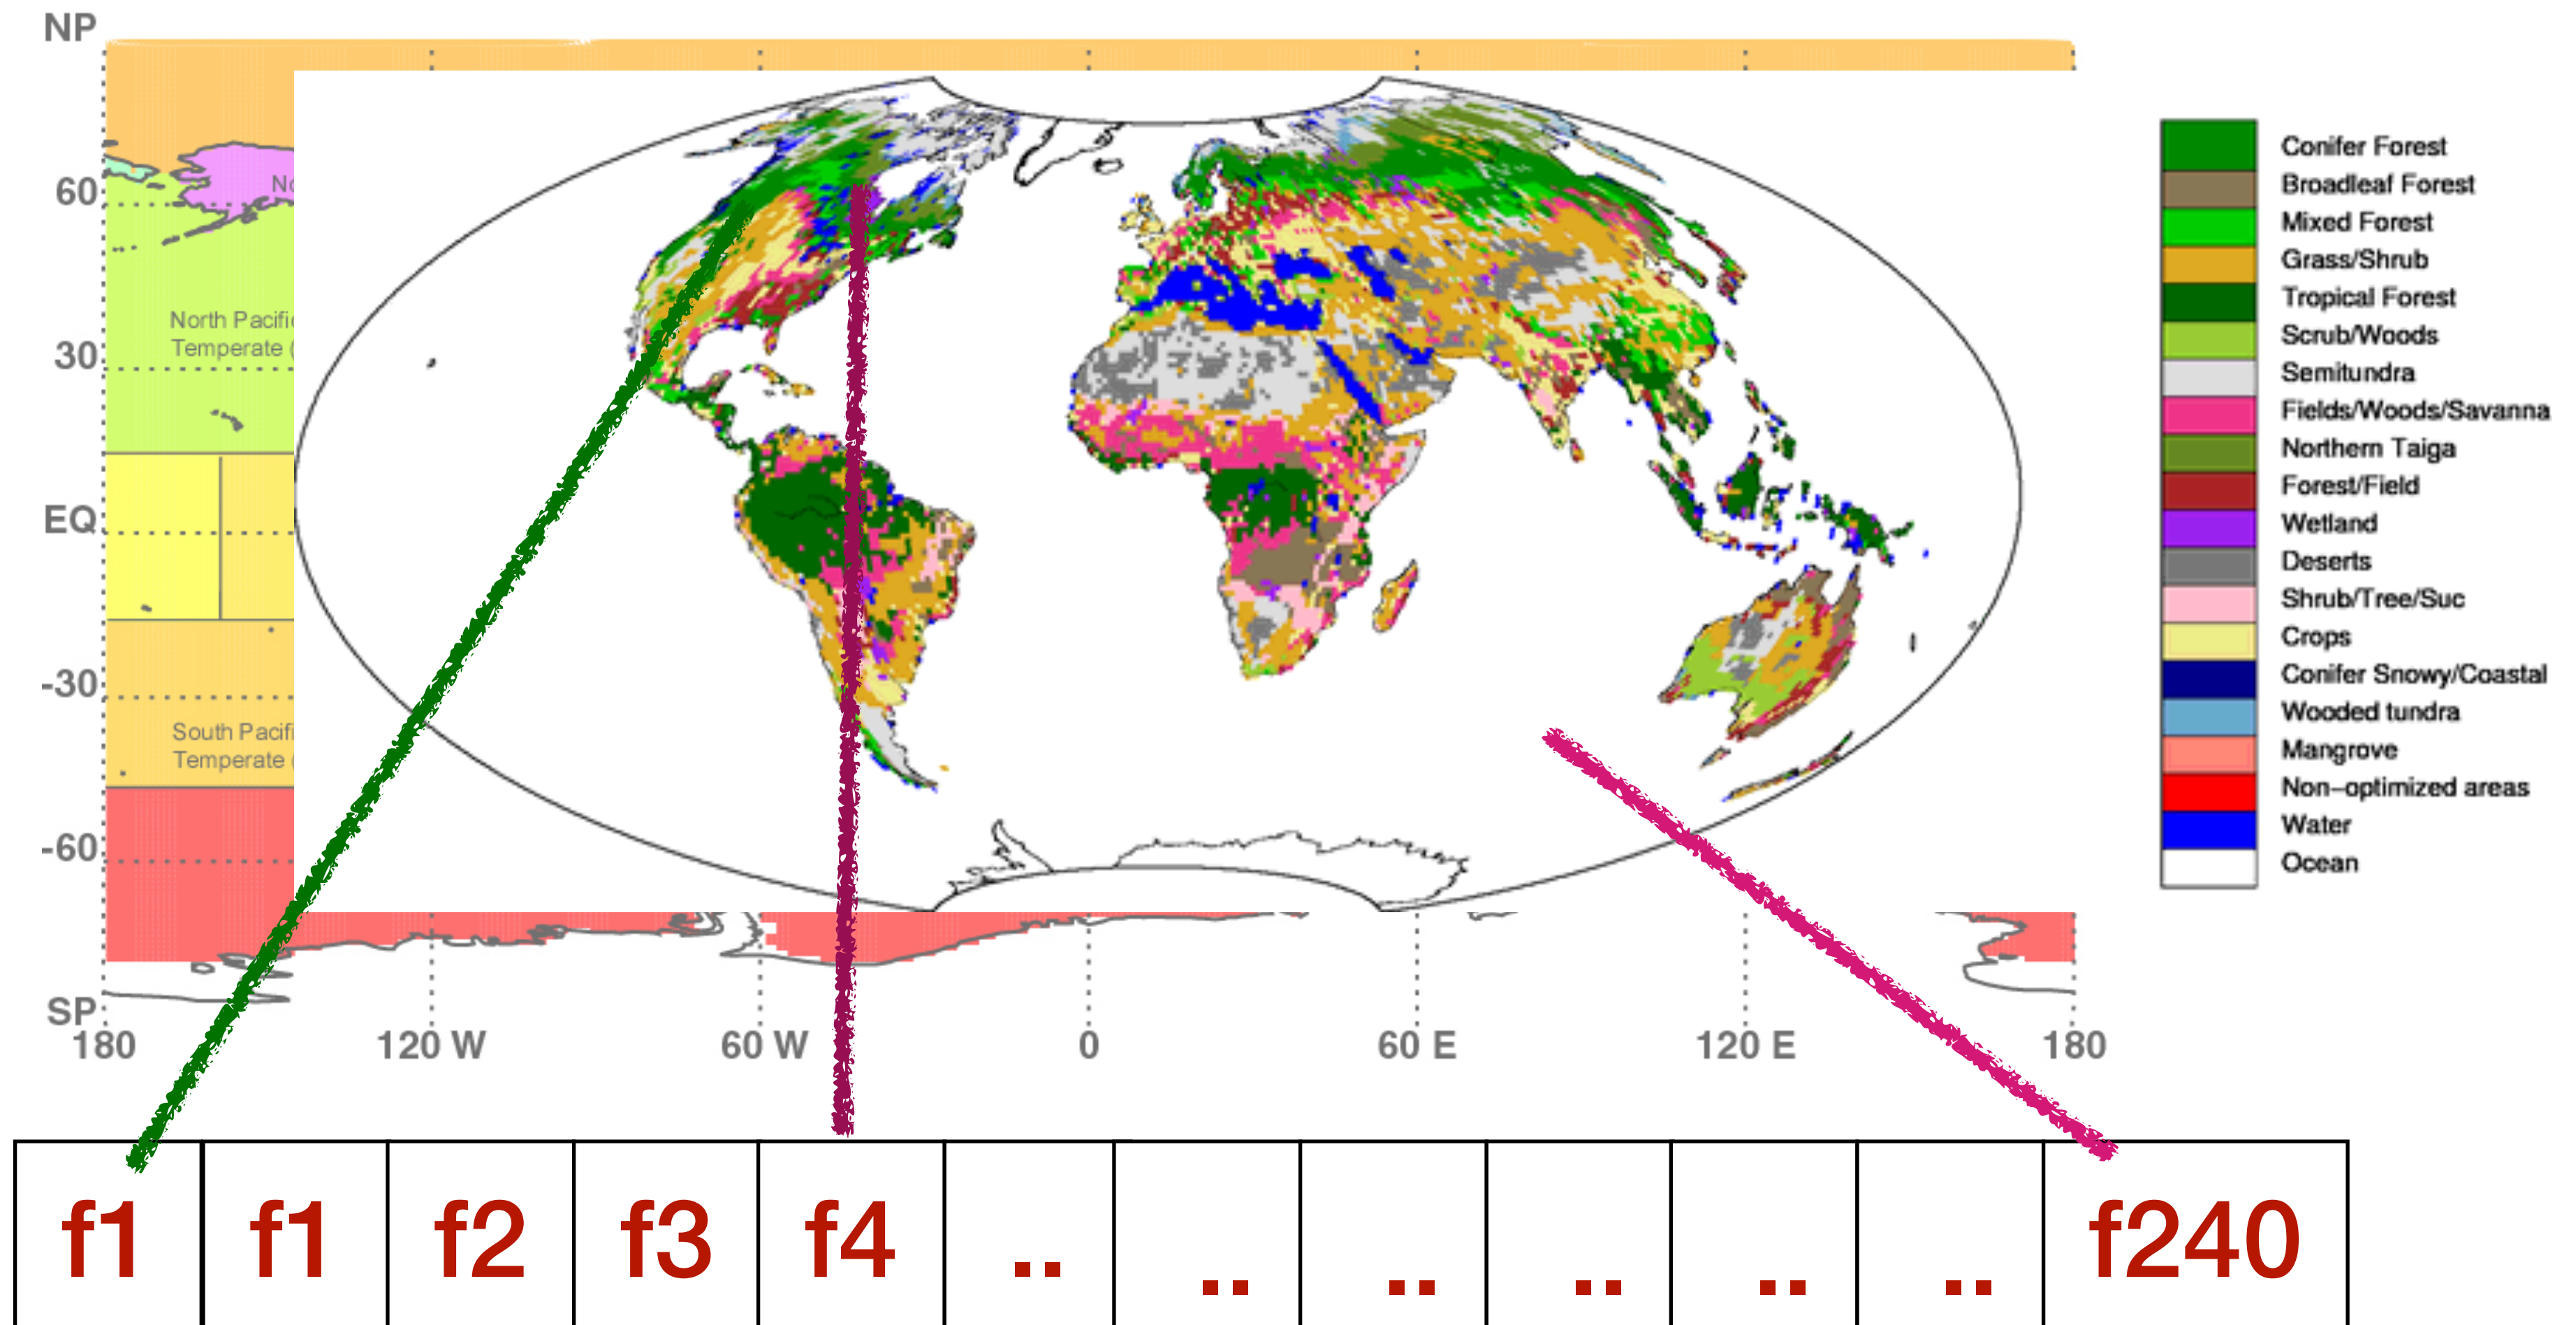 NP
60
30
EQ
-30
-60
SP
No
North Pacific
Temperate (
South Pacifi
Temperate (
180
120 W
60 W
0
60 E
120 E
180
Conifer Forest
Broadleaf Forest
Mixed Forest
Grass/Shrub
Tropical Forest
Scrub/Woods
Semitundra
Fields/Woods/Savanna
Northern Taiga
Forest/Field
Wetland
Deserts
Shrub/Tree/Suc
Crops
Conifer Snowy/Coastal
Wooded tundra
Mangrove
Non-optimized areas
Water
Ocean
f1 f1 f2 f3 f4 .. .. .. .. .. .. f240